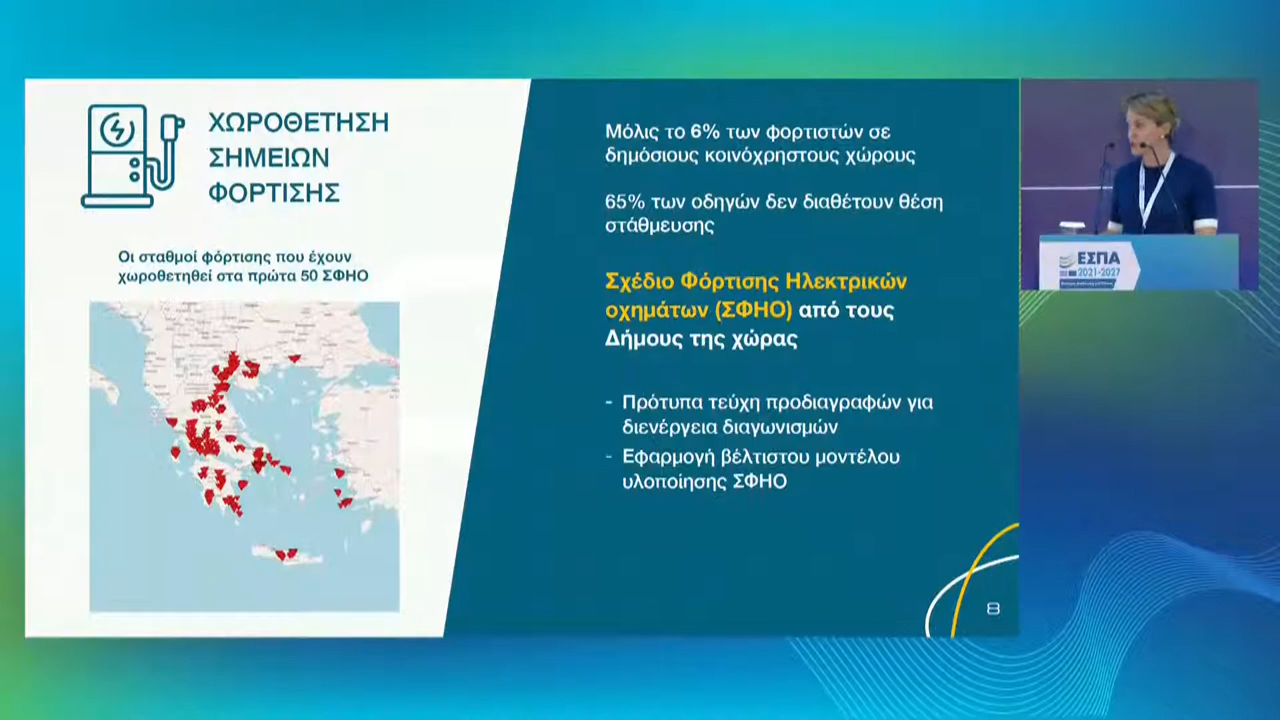 ΧΩΡΟΘΕΤΗΣΗ
ΣΗΜΕΙΩΝ
ΦΟΡΤΙΣΗΣ
Οι σταθμοί φόρτισης που έχουν
χωροθετηθεί στα πρώτα 50 ΣΦΗΟ
Μόλις το 6% των φορτιστών σε
δημόσιους κοινόχρηστους χώρους
65% των οδηγών δεν διαθέτουν θέση
στάθμευσης
Σχέδιο Φόρτισης Ηλεκτρικών
οχημάτων (ΣΦΗΟ) από τους
Δήμους της χώρας
- Πρότυπα τεύχη προδιαγραφών για
διενέργεια διαγωνισμών
- Εφαρμογή βέλτιστου μοντέλου
υλοποίησης ΣΦΗΟ
8
ΕΣΠΑ
2021-2027